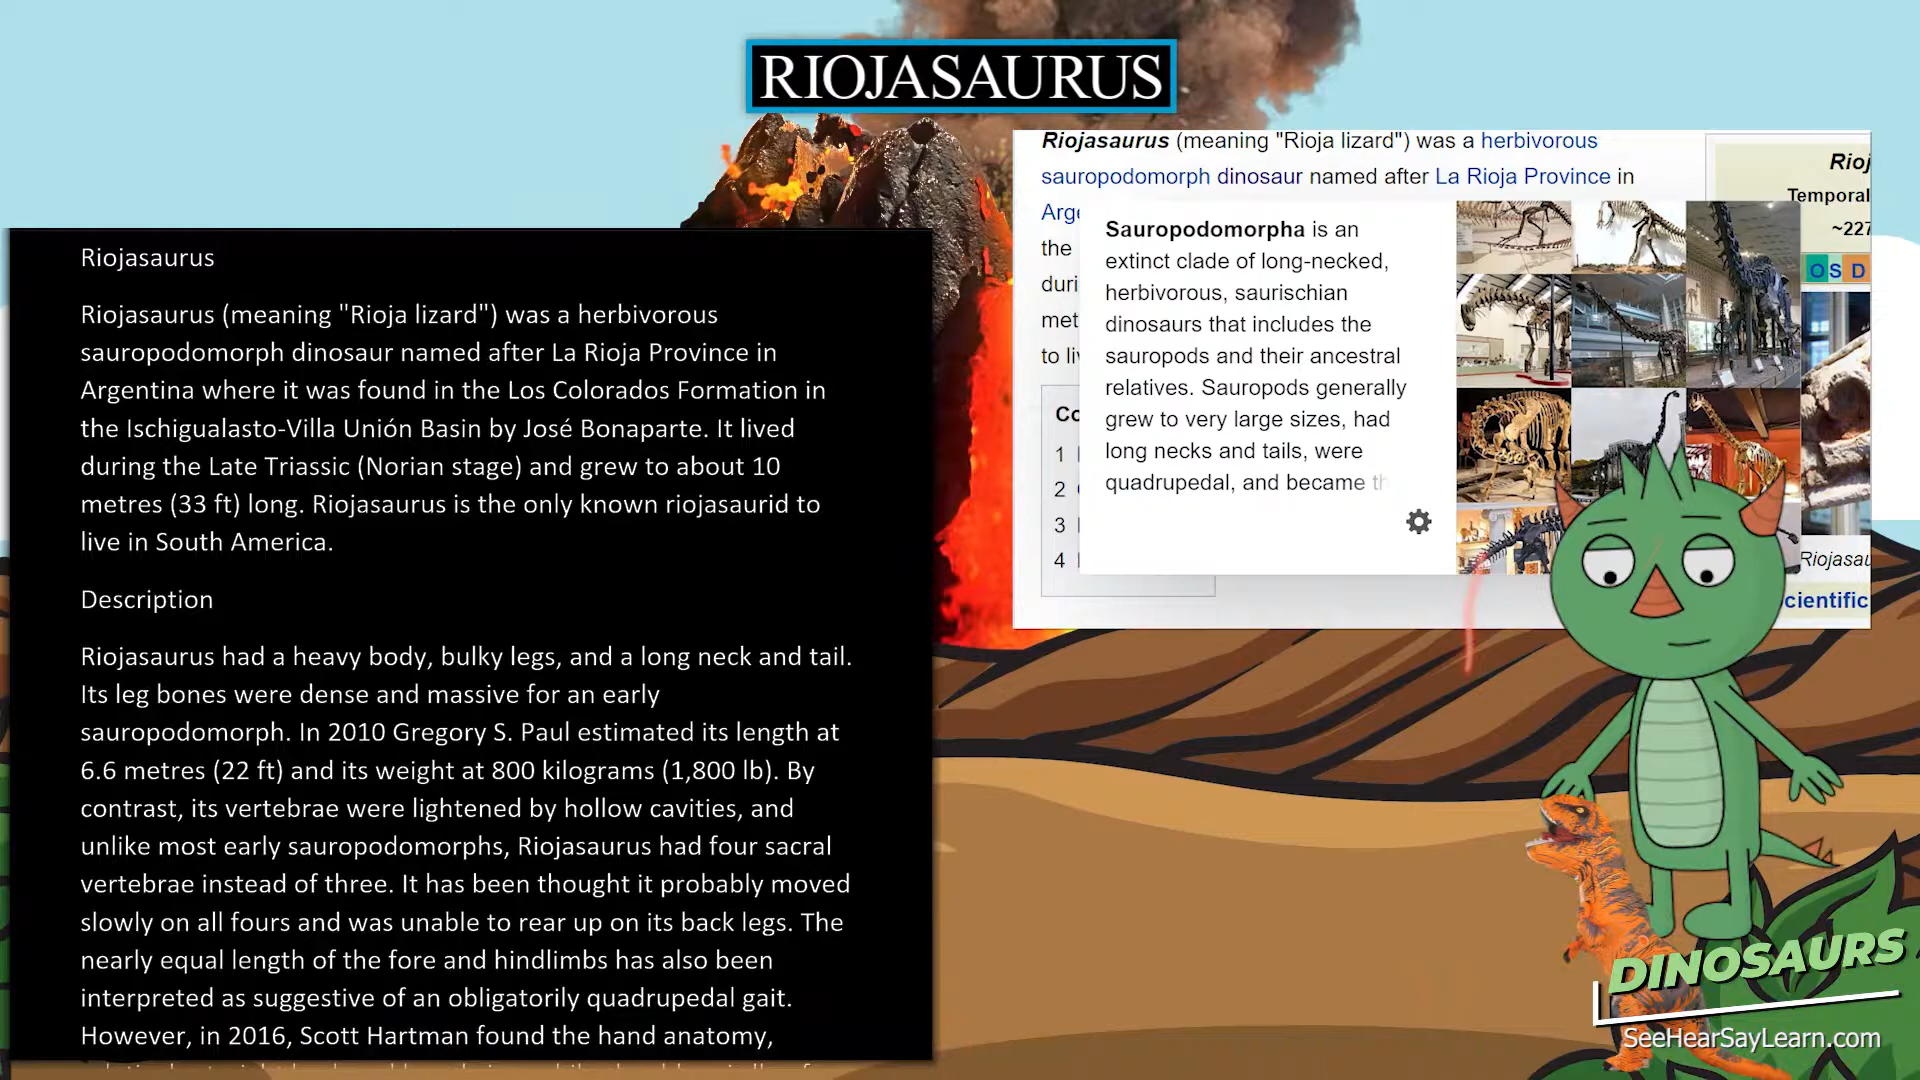 RIOJASAURUS
Riojasaurus
Riojasaurus (meaning "Rioja lizard") was a herbivorous
sauropodomorph dinosaur named after La Rioja Province in
Argentina where it was found in the Los Colorados Formation in
the Ischigualasto-Villa Unión Basin by José Bonaparte. It lived
during the Late Triassic (Norian stage) and grew to about 10
metres (33 ft) long. Riojasaurus is the only known riojasaurid to
live in South America.
Description
Riojasaurus had a heavy body, bulky legs, and a long neck and tail.
Its leg bones were dense and massive for an early
sauropodomorph. In 2010 Gregory S. Paul estimated its length at
6.6 metres (22 ft) and its weight at 800 kilograms (1,800 lb). By
contrast, its vertebrae were lightened by hollow cavities, and
unlike most early sauropodomorphs, Riojasaurus had four sacral
vertebrae instead of three. It has been thought it probably moved
slowly on all fours and was unable to rear up on its back legs. The
nearly equal length of the fore and hindlimbs has also been
interpreted as suggestive of an obligatorily quadrupedal gait.
However, in 2016, Scott Hartman found the hand anatomy,
Riojasaurus (meaning "Rioja lizard") was a herbivorous
sauropodomorph dinosaur named after La Rioja Province in
Arge
the
duri
met
to li
Co
1
2
3
4
Sauropodomorpha is an
extinct clade of long-necked,
herbivorous, saurischian
dinosaurs that includes the
sauropods and their ancestral
relatives. Sauropods generally
grew to very large sizes, had
long necks and tails, were
quadrupedal, and became th
Rioj
Temporal
~227
O S D
Riojasau
cientific
DINOSAURS
SeeHearSayLearn.com